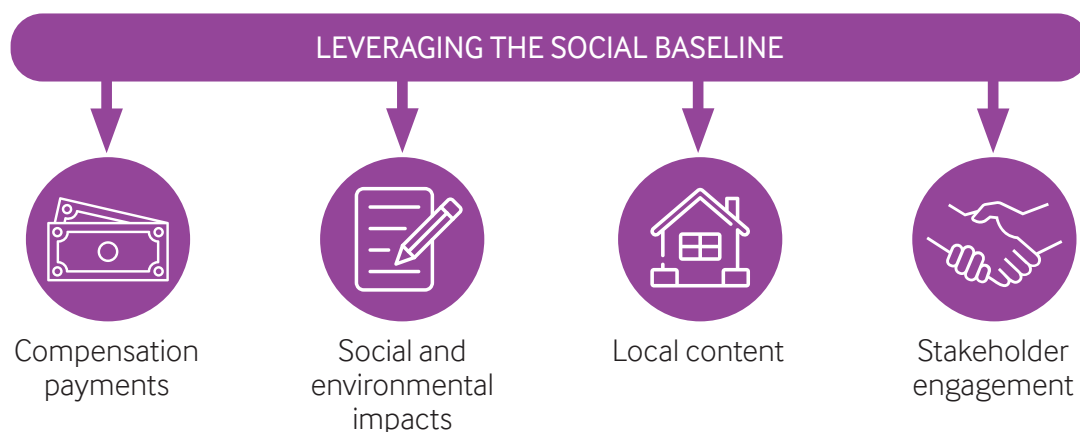 LEVERAGING THE SOCIAL BASELINE
Compensation
payments
Social and
environmental
impacts
Local content
Stakeholder
engagement